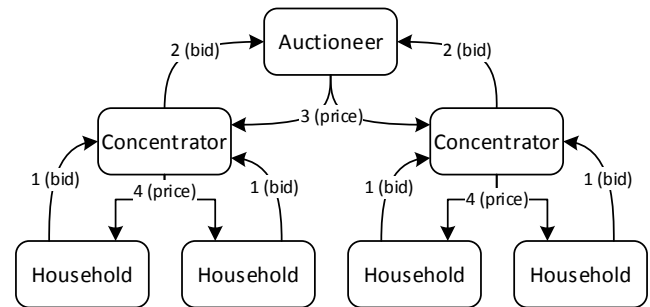 Auctioneer
2 (bid)
2 (bid)
3 (price)
Concentrator
Concentrator
1 (bid)
4 (price)
1 (bid)
1 (bid)
4 (price)
1 (bid)
Household
Household
Household
Household